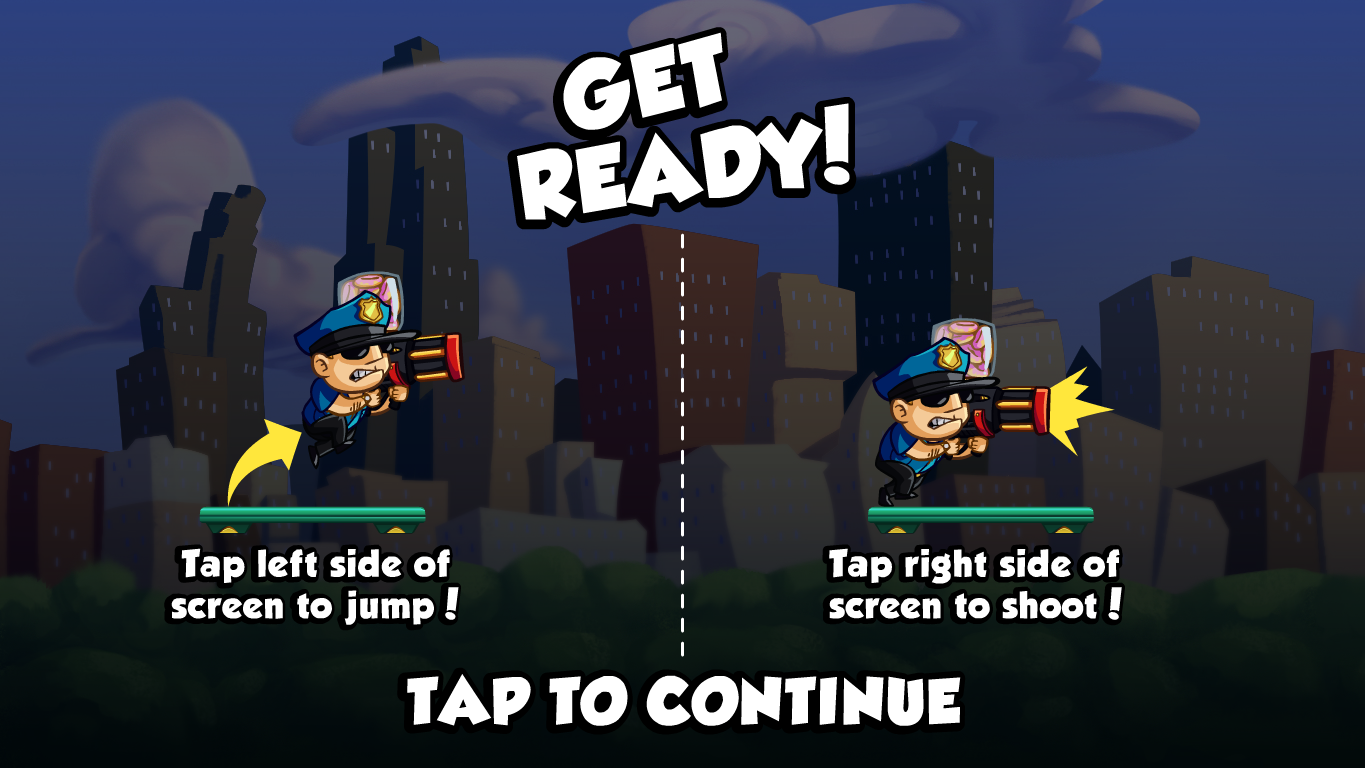 GET
READY!
Tap left side of
screen to jump!
Tap right side of
screen to shoot!
TAP TO CONTINUE